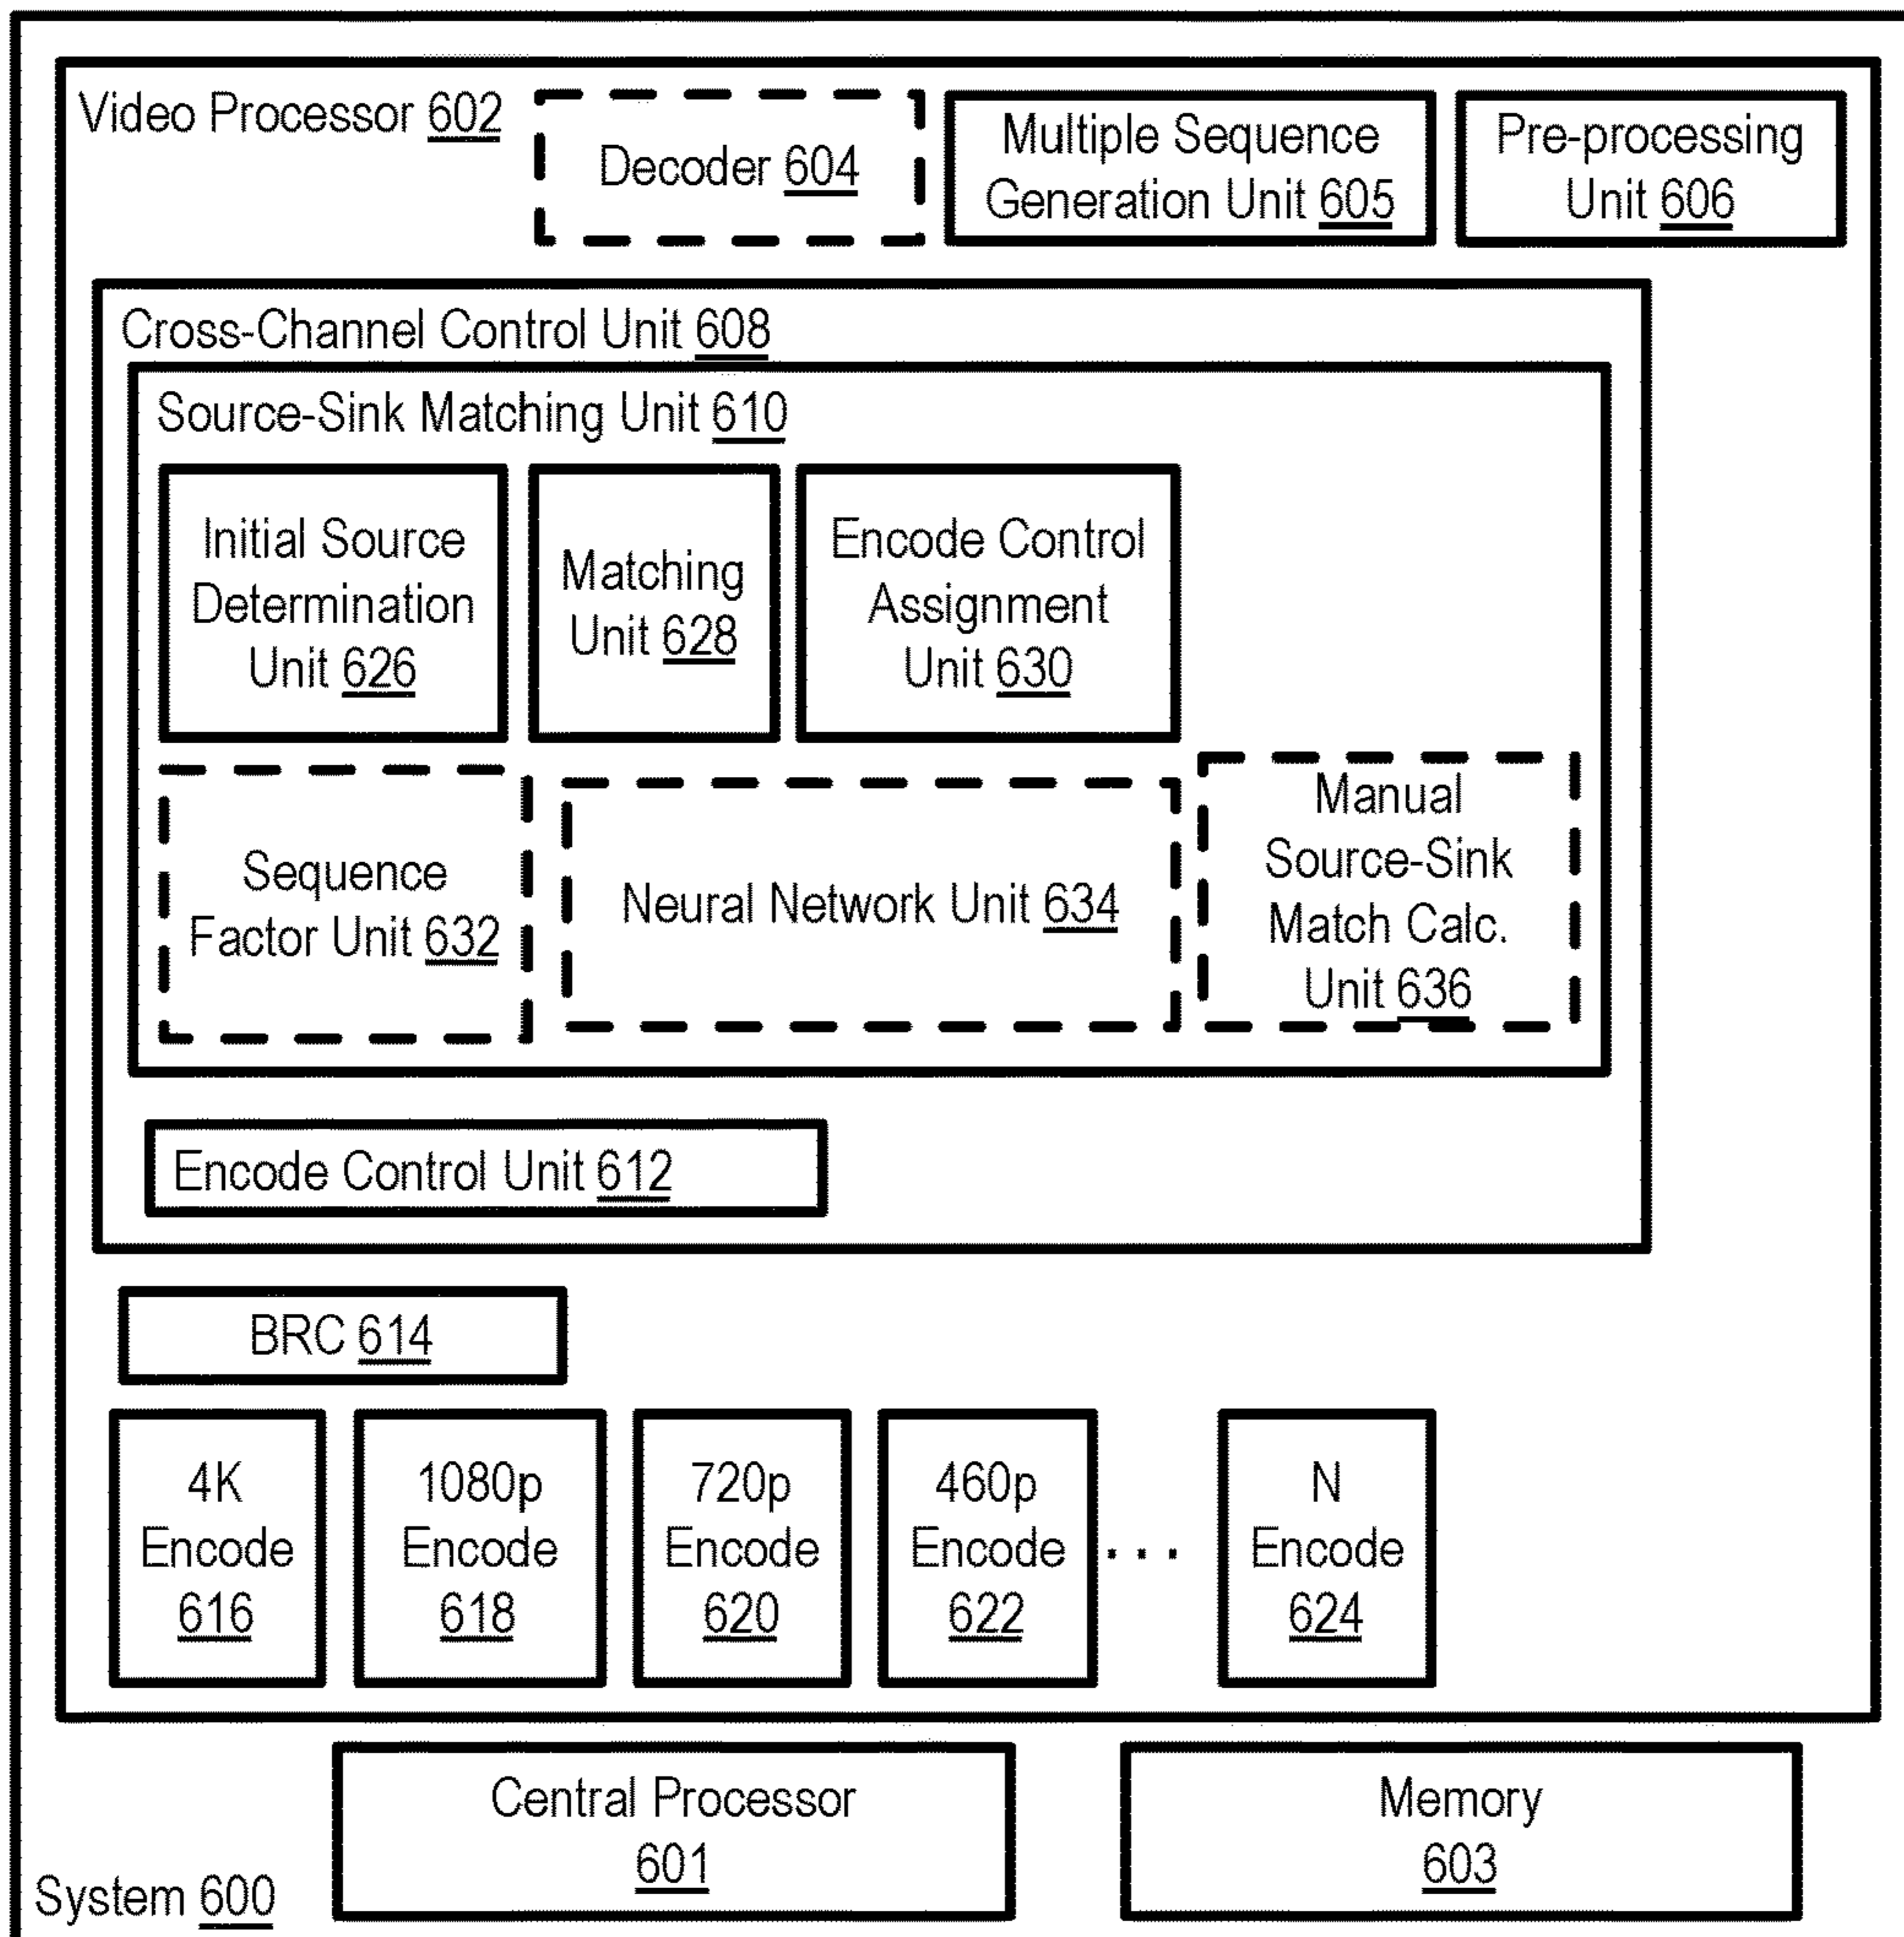 Video Processor 602
Decoder 604
Multiple Sequence
Generation Unit 605
Pre-processing
Unit 606
Cross-Channel Control Unit 608
Source-Sink Matching Unit 610
Initial Source
Determination
Unit 626
Matching
Unit 628
Encode Control
Assignment
Unit 630
Sequence
Factor Unit 632
Neural Network Unit 634
Manual
Source-Sink
Match Calc.
Unit 636
Encode Control Unit 612
BRC 614
4K
Encode
616
1080p
Encode
618
720p
Encode
620
460p
Encode
622
...
N
Encode
624
Central Processor
601
Memory
603
System 600